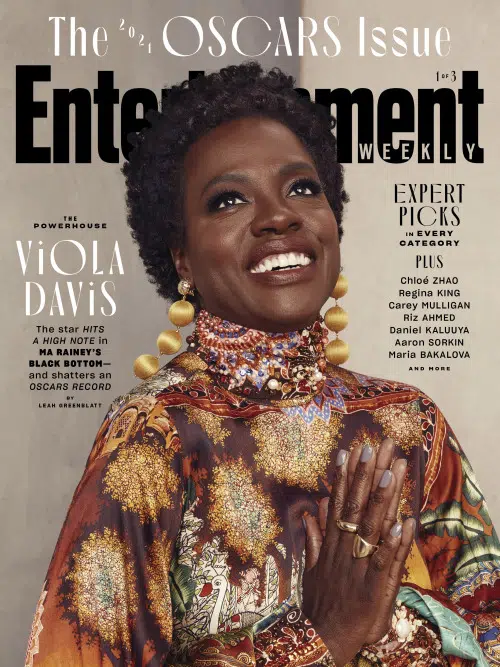 The 2021 OSCARS Issue
1 OF 3
Entertainment
WEEKLY
THE
POWERHOUSE
ViOLA
DAViS
The star HITS
A HIGH NOTE in
MA RAINEY'S
BLACK BOTTOM—
and shatters an
OSCARS RECORD
BY
LEAH GREENBLATT
EXPERT
PICKS
IN EVERY
CATEGORY
PLUS
Chloé ZHAO
Regina KING
Carey MULLIGAN
Riz AHMED
Daniel KALUUYA
Aaron SORKIN
Maria BAKALOVA
AND MORE